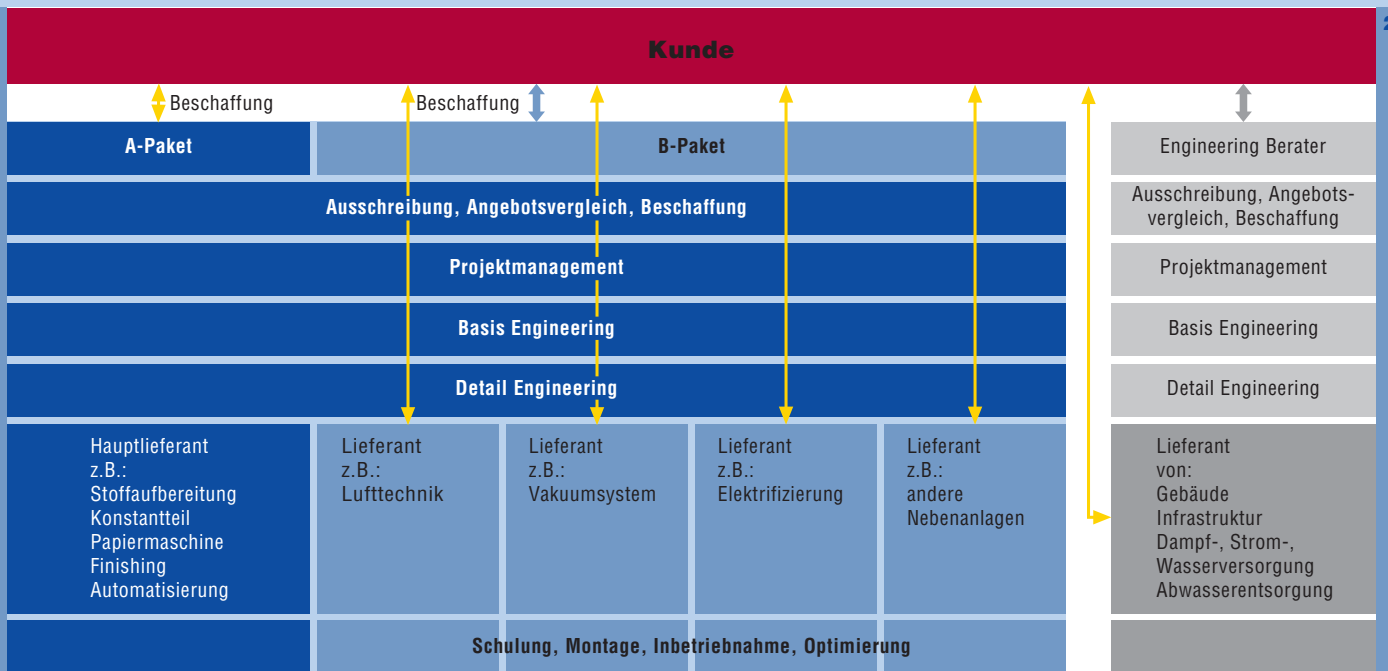 2
Kunde
Beschaffung
Beschaffung
A-Paket
B-Paket
Engineering Berater
Ausschreibung, Angebotsvergleich, Beschaffung
Ausschreibung, Angebots-
vergleich, Beschaffung
Projektmanagement
Projektmanagement
Basis Engineering
Basis Engineering
Detail Engineering
Detail Engineering
Hauptlieferant
z.B.:
Stoffaufbereitung
Konstantteil
Papiermaschine
Finishing
Automatisierung
Lieferant
z.B.:
Lufttechnik
Lieferant
z.B.:
Vakuumsystem
Lieferant
z.B.:
Elektrifizierung
Lieferant
z.B.:
andere
Nebenanlagen
Lieferant
von:
Gebäude
Infrastruktur
Dampf-, Strom-,
Wasserversorgung
Abwasserentsorgung
Schulung, Montage, Inbetriebnahme, Optimierung